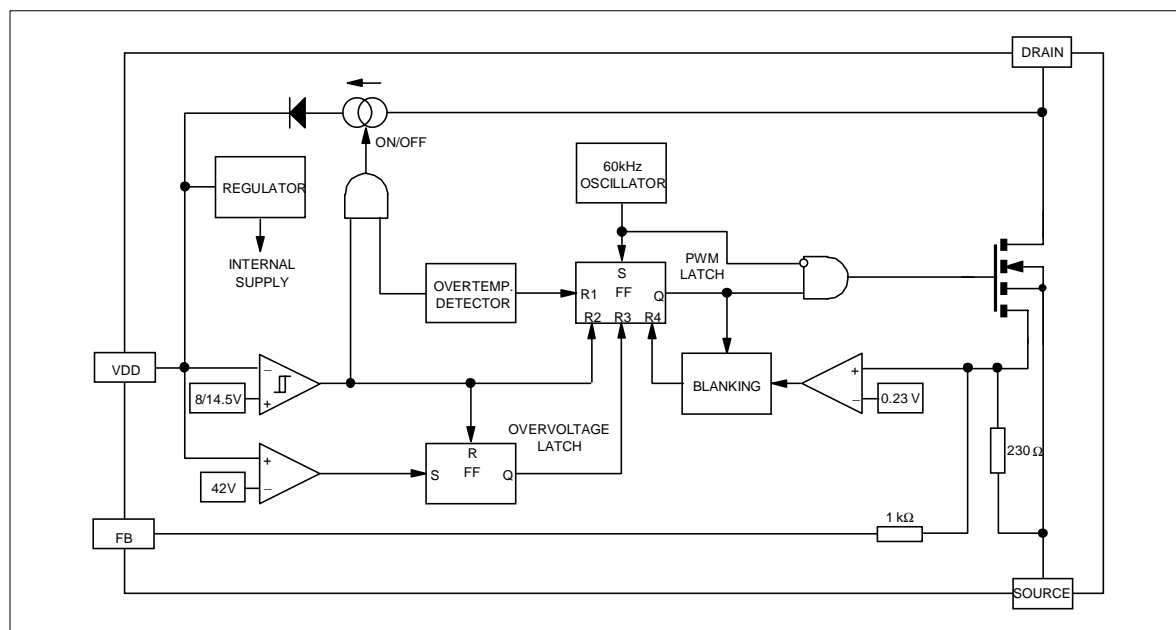 DRAIN
ON/OFF
60kHz
OSCILLATOR
REGULATOR
INTERNAL
SUPPLY
PWM
LATCH
S
FF
R1
Q
R2 R3 R4
OVERTEMP.
DETECTOR
VDD
−
+
8/14.5V
BLANKING
+
−
0.23 V
230 Ω
OVERVOLTAGE
LATCH
R
FF
S
Q
+
−
42V
1 kΩ
FB
SOURCE